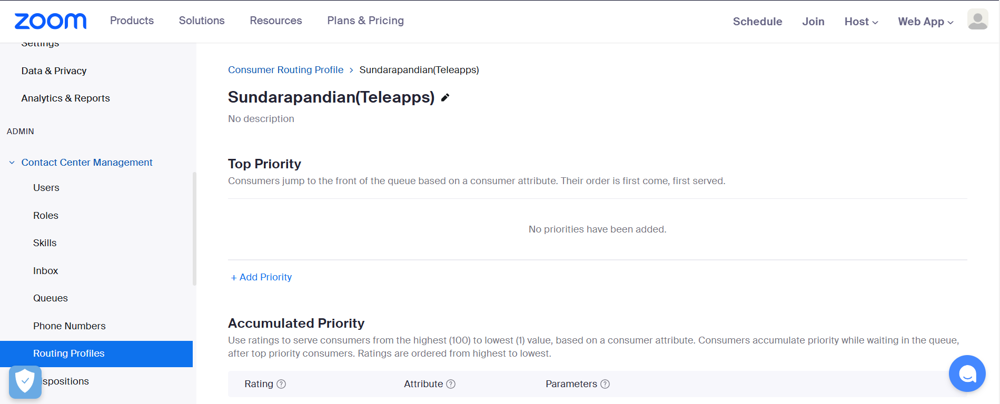 zoom
Products Solutions Resources Plans & Pricing
Schedule Join Host Web App
Settings
Data & Privacy
Analytics & Reports
ADMIN
Contact Center Management
Users
Roles
Skills
Inbox
Queues
Phone Numbers
Routing Profiles
ispositions
Consumer Routing Profile > Sundarapandian(Teleapps)
Sundarapandian(Teleapps)
No description
Top Priority
Consumers jump to the front of the queue based on a consumer attribute. Their order is first come, first served.
No priorities have been added.
+ Add Priority
Accumulated Priority
Use ratings to serve consumers from the highest (100) to lowest (1) value, based on a consumer attribute. Consumers accumulate priority while waiting in the queue,
after top priority consumers. Ratings are ordered from highest to lowest.
Rating ? Attribute ? Parameters ?